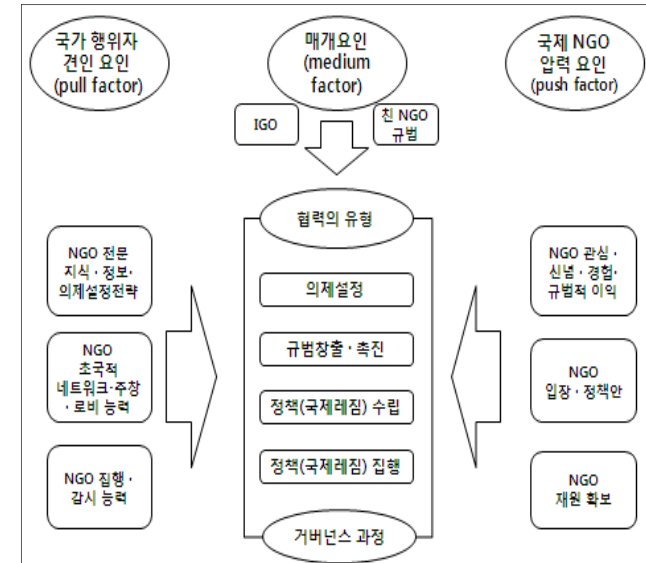 국가 행위자
견인 요인
(pull factor)
매개요인
(medium
factor)
국제 NGO
압력 요인
(push factor)
IGO
친 NGO
규범
협력의 유형
NGO 전문
지식·정보·
의제설정전략
NGO
초국적
네트워크·주창
·로비 능력
NGO 집행·
감시 능력
의제설정
규범창출·촉진
정책(국제레짐) 수립
정책(국제레짐) 집행
거버넌스 과정
NGO 관심·
신념·경험·
규범적 이익
NGO
입장·정책안
NGO
재원 확보